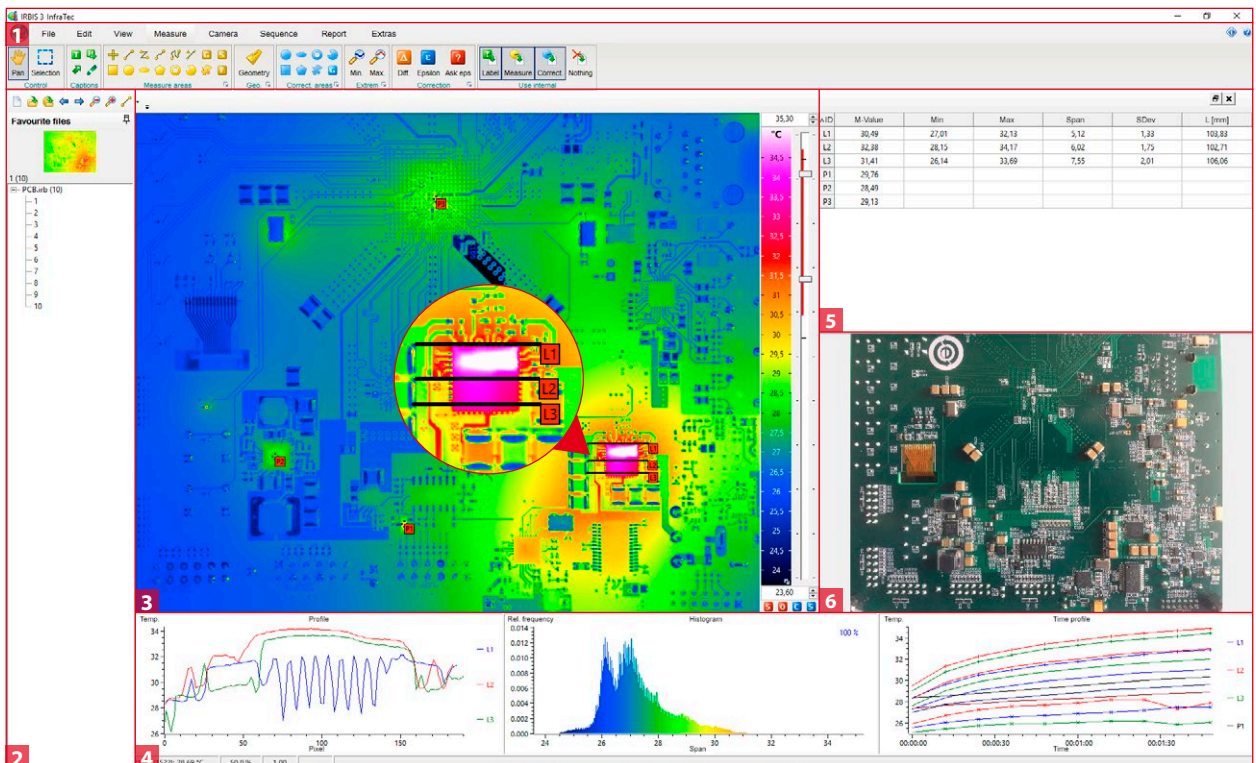 IRBIS 3 InfraTec
1
File Edit View Measure Camera Sequence Report Extras
Pan Selection Geometry Min. Max. Diff. Epsilon Ask eps Label Measure Correct. Nothing
Control Captions Measure areas Geo. Correct. areas Extrem Correction Use internal
Favourite files
1 (10)
PCB.irb (10)
1
2
3
4
5
6
7
8
9
10
2
35,30
°C
34,5
34
33,5
33
32,5
32
31,5
31
30,5
30
29,5
29
28,5
28
27,5
27
26,5
26
25,5
25
24,5
24
23,60
S D C S
P3
L1
L2
L3
P2
P1
3
ID M-Value Min Max Span SDev L [mm]
L1 30,49 27,01 32,13 5,12 1,33 103,83
L2 32,38 28,15 34,17 6,02 1,75 102,71
L3 31,41 26,14 33,69 7,55 2,01 106,06
P1 29,76
P2 28,49
P3 29,13
5
6
Temp. Profile
34
32
30
28
26
0 50 100 150
Pixel
L1
L2
L3
4
Rel. frequency Histogram
100 %
0.014
0.012
0.010
0.008
0.006
0.004
0.002
0.000
24 26 28 30 32 34
Span
Temp. Time profile
34
32
30
28
26
00:00:00 00:00:30 00:01:00 00:01:30
Time
L1
L2
L3
P1
28,69 °C 50,0 % 1,00